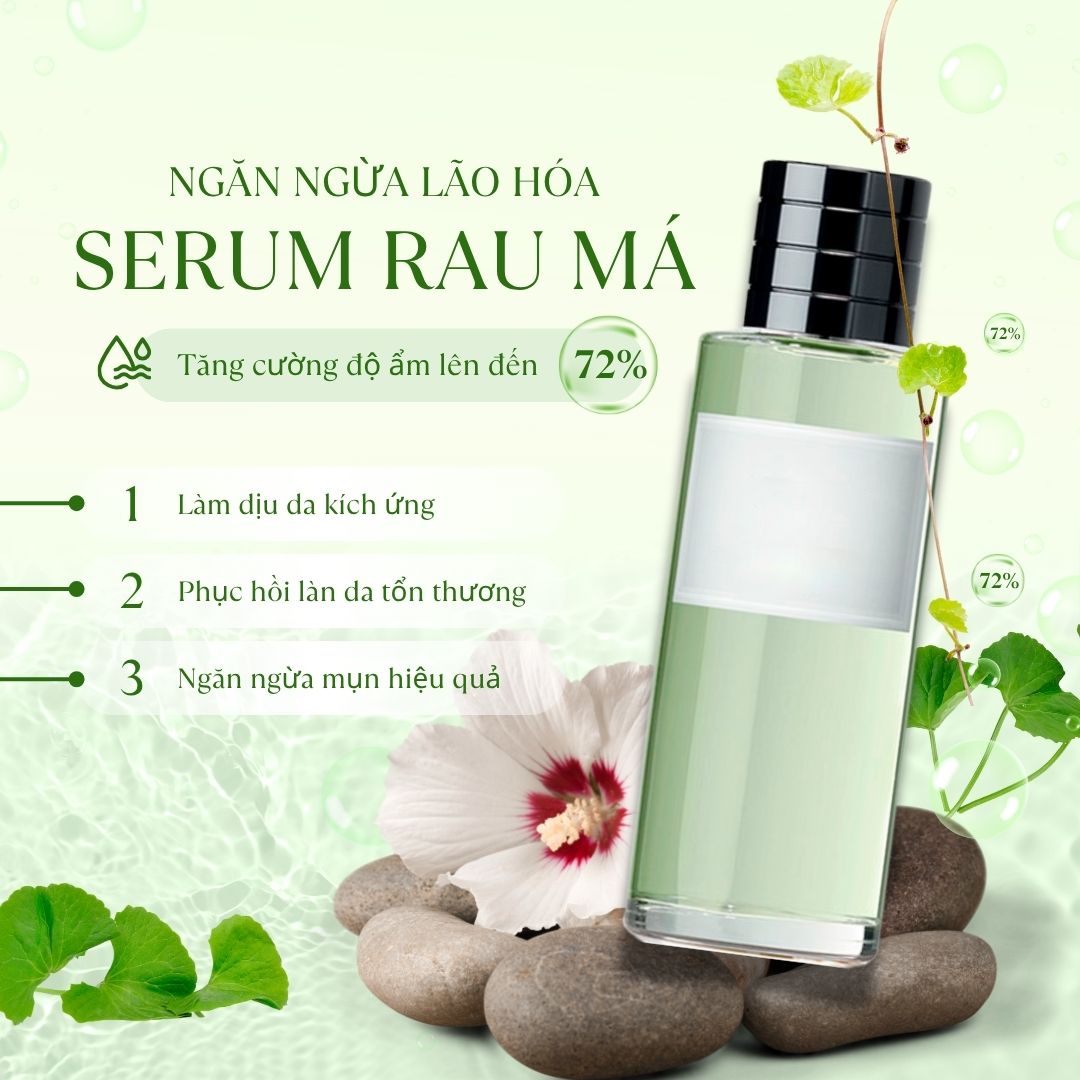 NGĂN NGỪA LÃO HÓA
SERUM RAU MÁ
Tăng cường độ ẩm lên đến 72%
1 Làm dịu da kích ứng
2 Phục hồi làn da tổn thương
3 Ngăn ngừa mụn hiệu quả
72%
72%